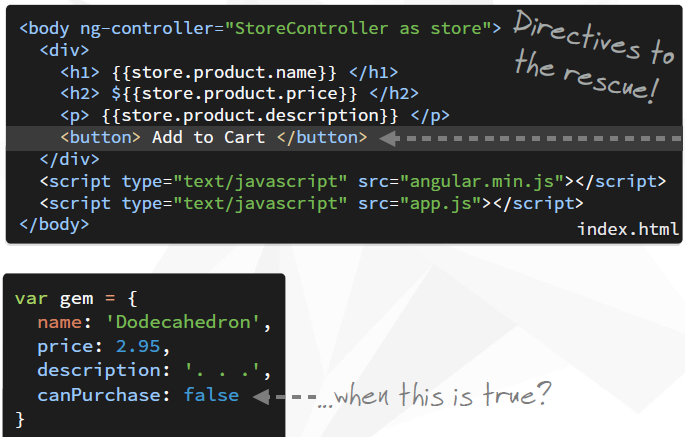 <body ng-controller="StoreController as store">
Directives to
the rescue!
<div>
<h1> {{store.product.name}} </h1>
<h2> ${{store.product.price}} </h2>
<p> {{store.product.description}} </p>
<button> Add to Cart </button>
</div>
<script type="text/javascript" src="angular.min.js"></script>
<script type="text/javascript" src="app.js"></script>
</body>
index.html
var gem = {
name: 'Dodecahedron',
price: 2.95,
description: '. . .',
canPurchase: false
...when this is true?
}